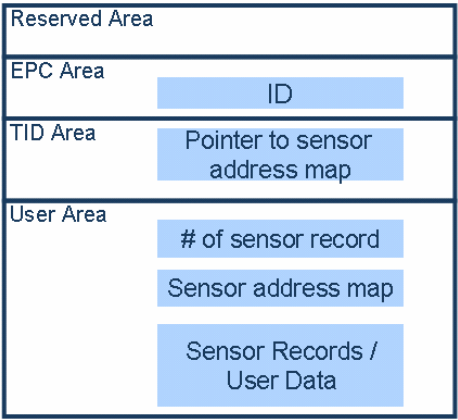 Reserved Area
EPC Area
ID
TID Area
Pointer to sensor
address map
User Area
# of sensor record
Sensor address map
Sensor Records /
User Data